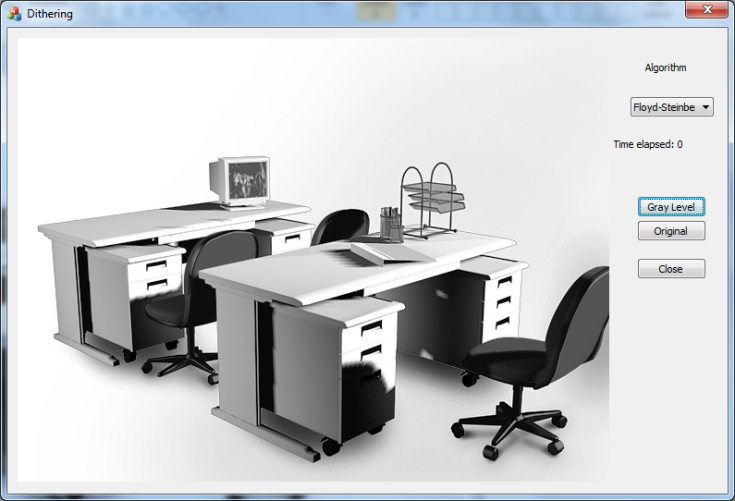 Dithering
Algorithm
Floyd-Steinbe
Time elapsed: 0
Gray Level
Original
Close